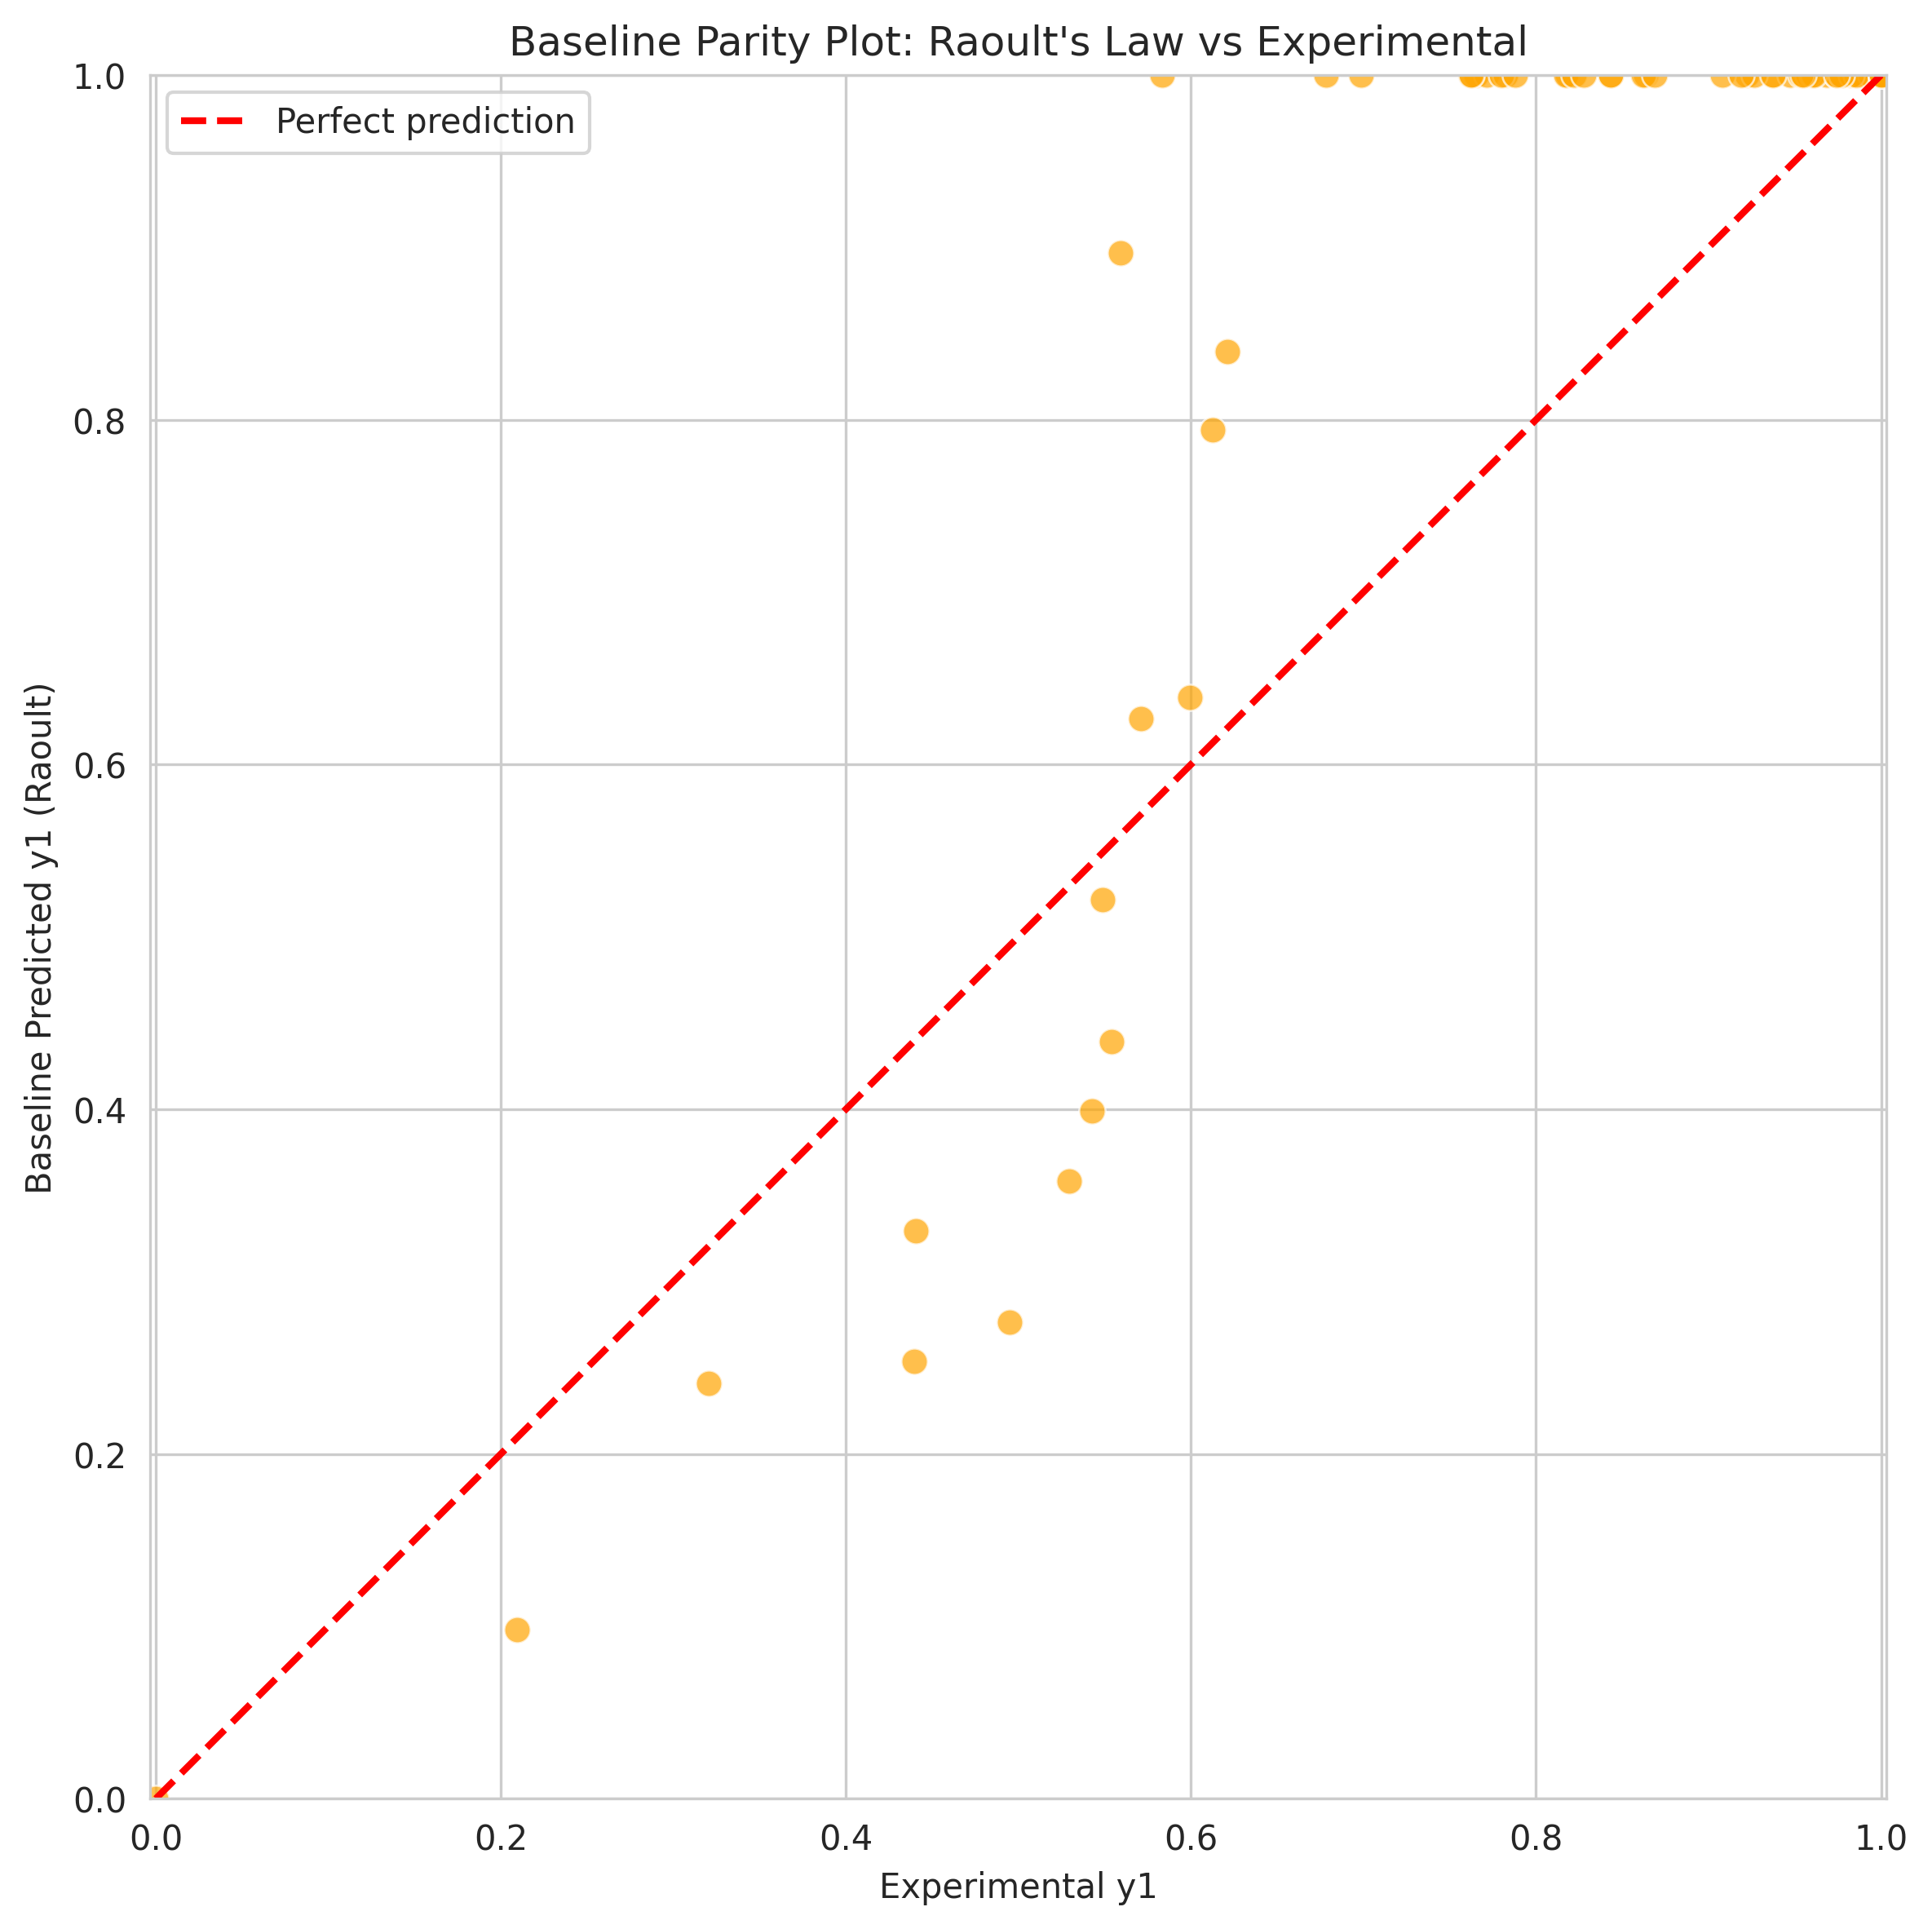 Baseline Parity Plot: Raoult's Law vs Experimental
Perfect prediction
Baseline Predicted y1 (Raoult)
1.0
0.8
0.6
0.4
0.2
0.0
0.0 0.2 0.4 0.6 0.8 1.0
Experimental y1